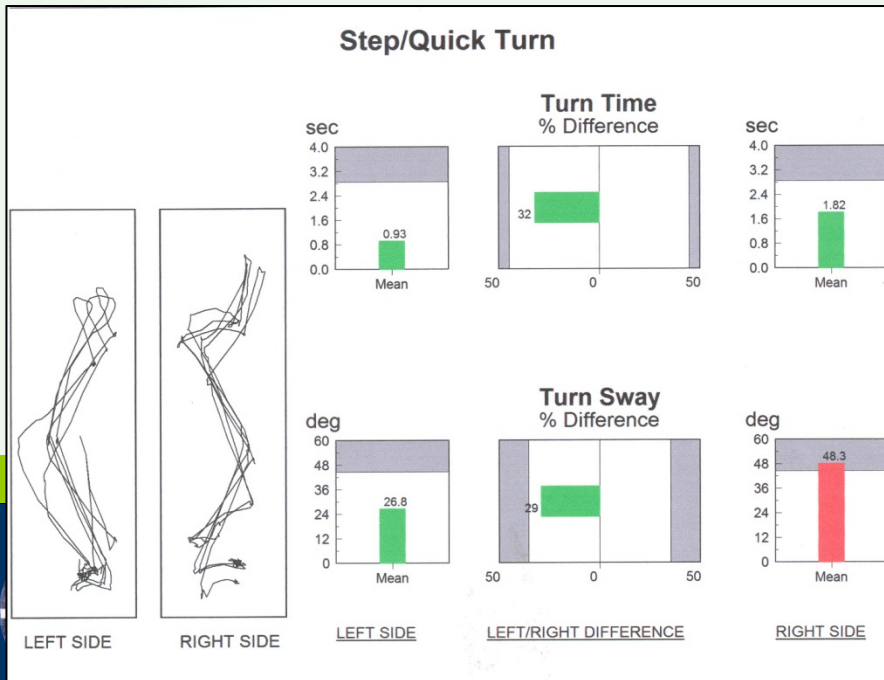 Step/Quick Turn
Turn Time
% Difference
sec
4.0
3.2
2.4
1.6
0.8
0.0
0.93
Mean
32
50 0 50
sec
4.0
3.2
2.4
1.6
0.8
0.0
1.82
Mean
Turn Sway
% Difference
deg
60
48
36
24
12
0
26.8
Mean
29
50 0 50
deg
60
48
36
24
12
0
48.3
Mean
LEFT SIDE RIGHT SIDE LEFT SIDE LEFT/RIGHT DIFFERENCE RIGHT SIDE